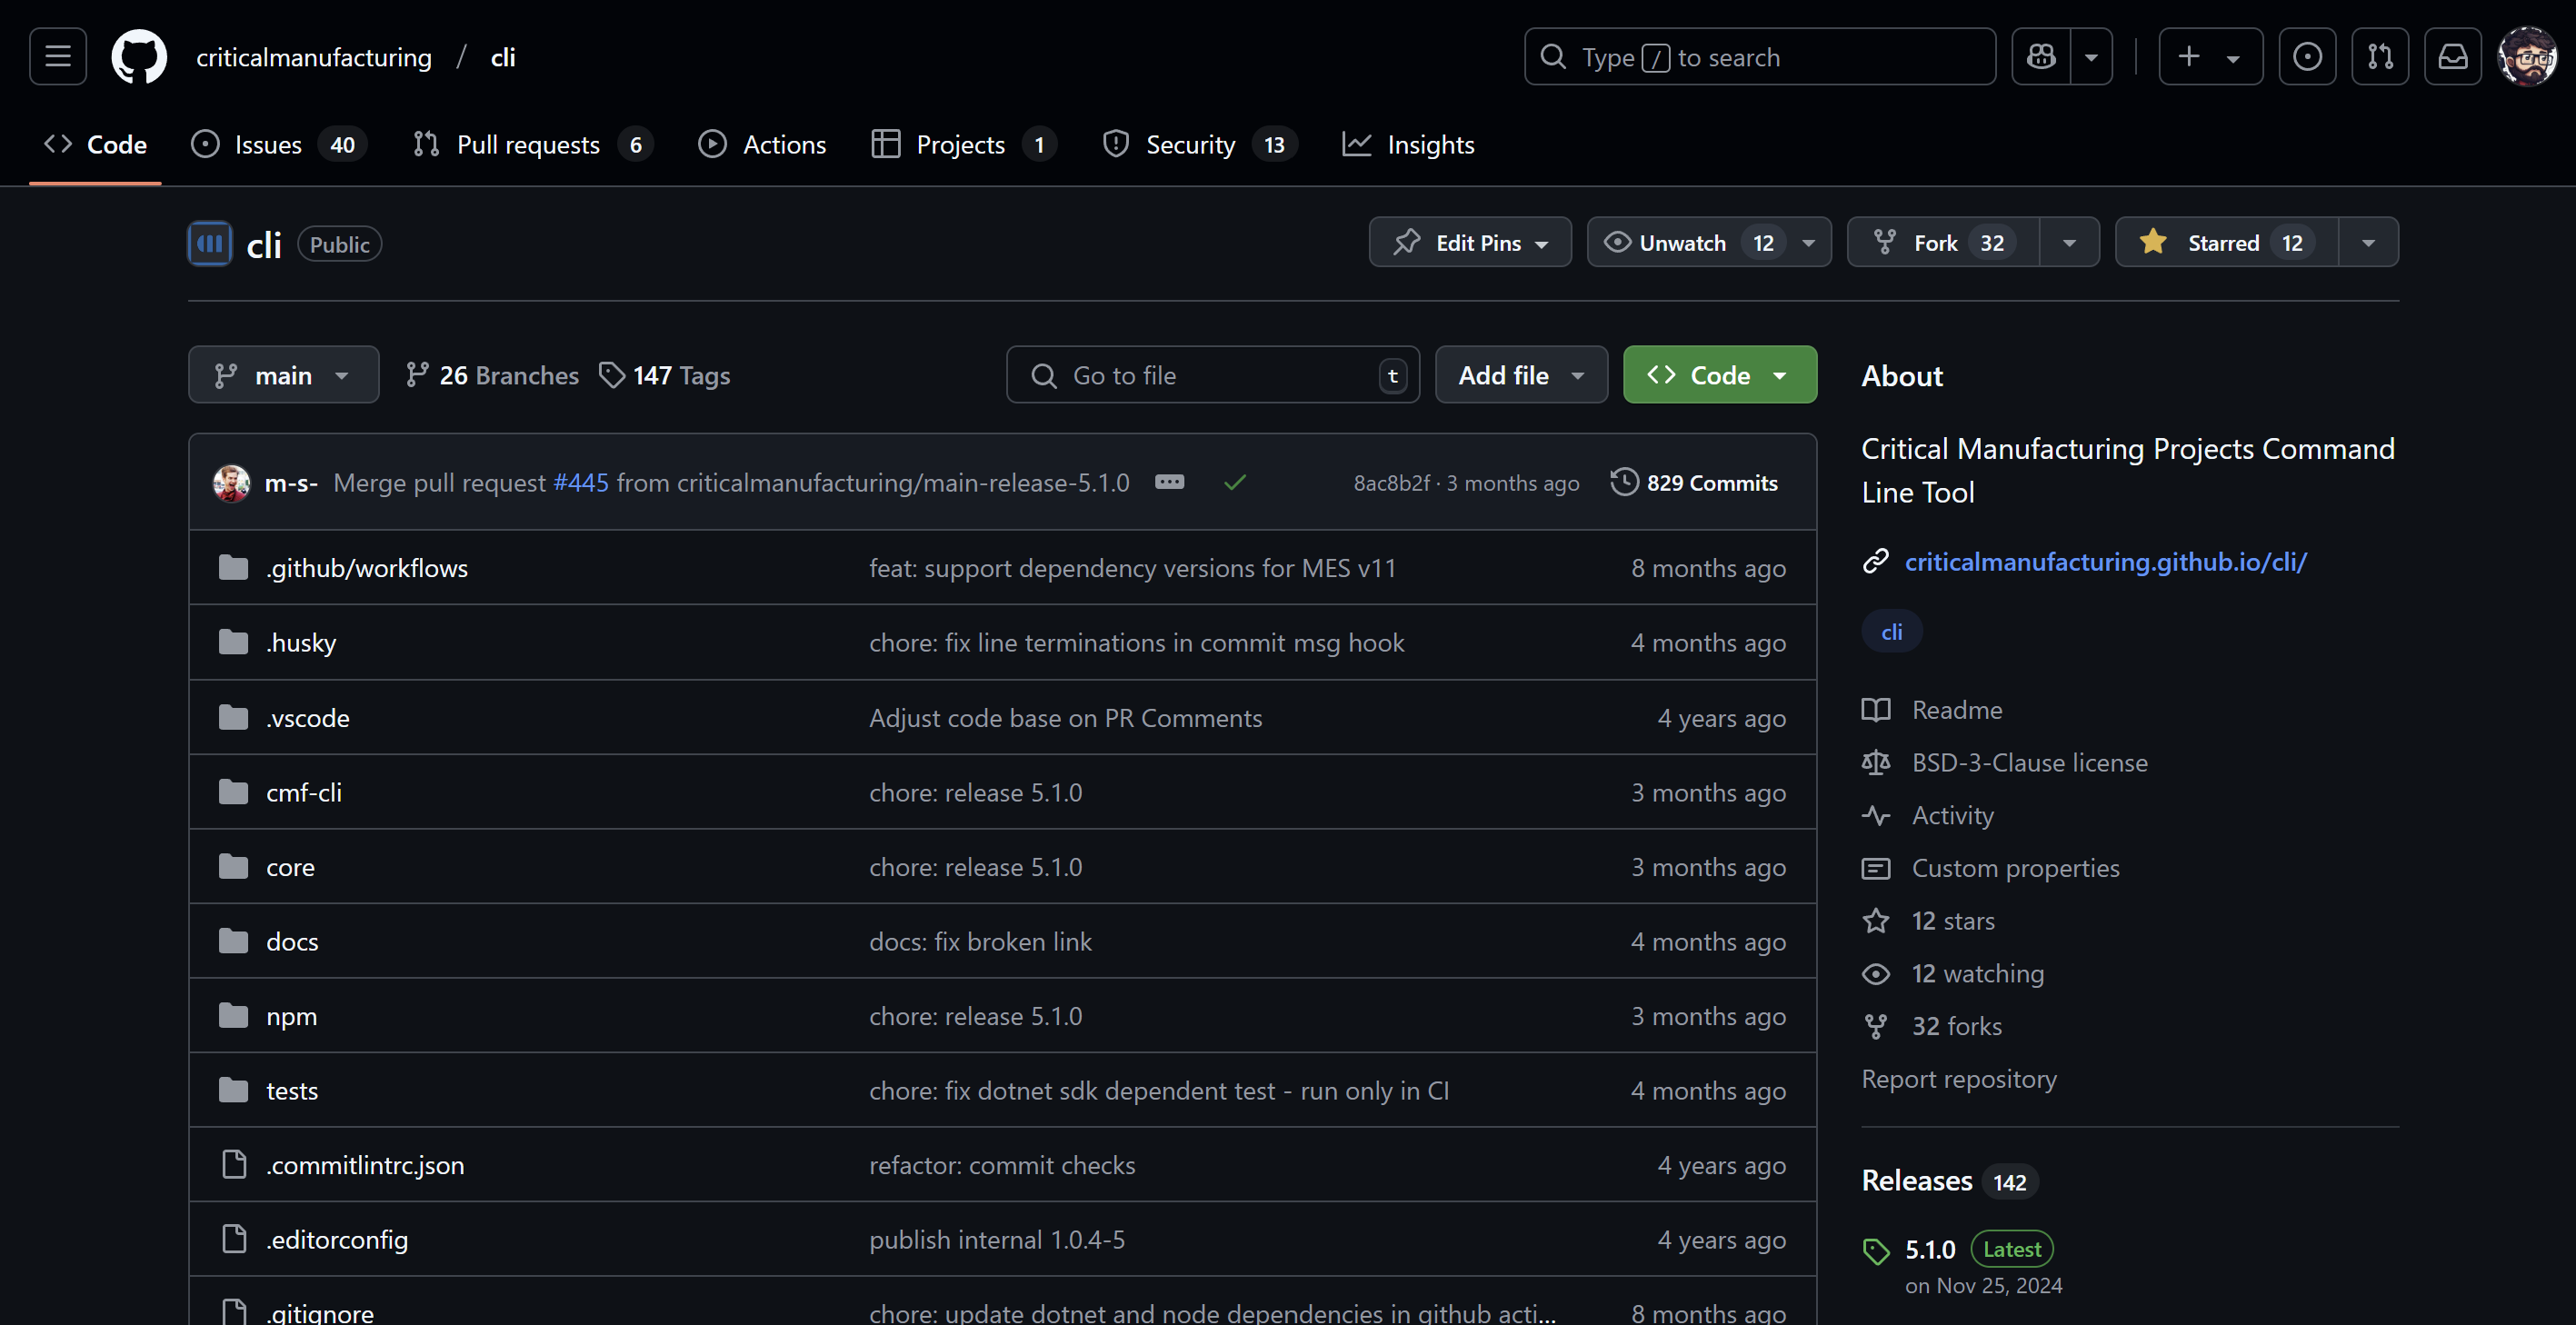 criticalmanufacturing / cli
Type / to search
Code
Issues 40
Pull requests 6
Actions
Projects 1
Security 13
Insights
cli Public
Edit Pins
Unwatch 12
Fork 32
Starred 12
main
26 Branches
147 Tags
Go to file t
Add file
Code
m-s- Merge pull request #445 from criticalmanufacturing/main-release-5.1.0 8ac8b2f · 3 months ago 829 Commits
.github/workflows feat: support dependency versions for MES v11 8 months ago
.husky chore: fix line terminations in commit msg hook 4 months ago
.vscode Adjust code base on PR Comments 4 years ago
cmf-cli chore: release 5.1.0 3 months ago
core chore: release 5.1.0 3 months ago
docs docs: fix broken link 4 months ago
npm chore: release 5.1.0 3 months ago
tests chore: fix dotnet sdk dependent test - run only in CI 4 months ago
.commitlintrc.json refactor: commit checks 4 years ago
.editorconfig publish internal 1.0.4-5 4 years ago
.gitignore chore: update dotnet and node dependencies in github acti... 8 months ago
About
Critical Manufacturing Projects Command
Line Tool
criticalmanufacturing.github.io/cli/
cli
Readme
BSD-3-Clause license
Activity
Custom properties
12 stars
12 watching
32 forks
Report repository
Releases 142
5.1.0 Latest
on Nov 25, 2024